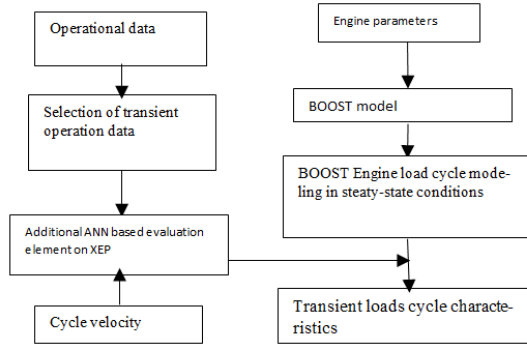 Operational data
Selection of transient
operation data
Additional ANN based evaluation
element on XEP
Cycle velocity
Engine parameters
BOOST model
BOOST Engine load cycle mode-
ling in steaty-state conditions
Transient loads cycle characte-
ristics